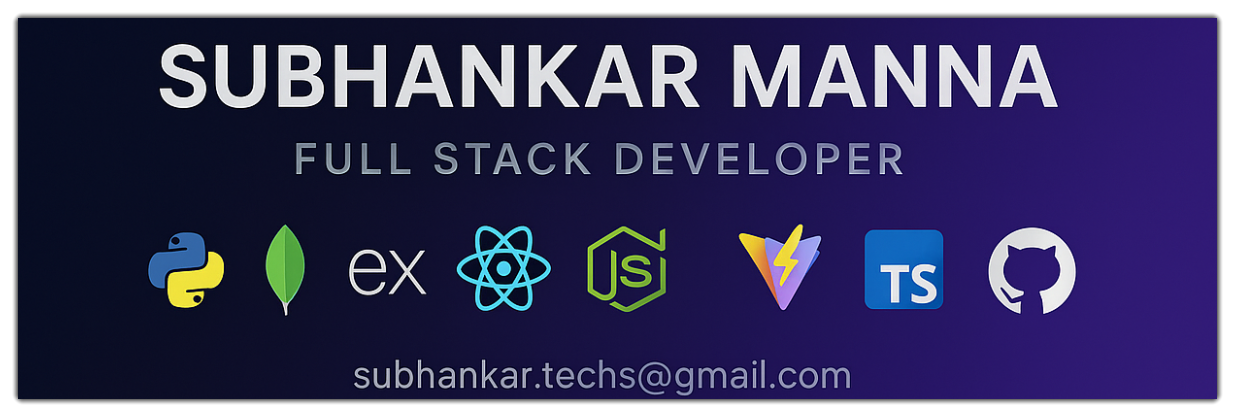 SUBHANKAR MANNA
FULL STACK DEVELOPER
ex JS TS
subhankar.techs@gmail.com